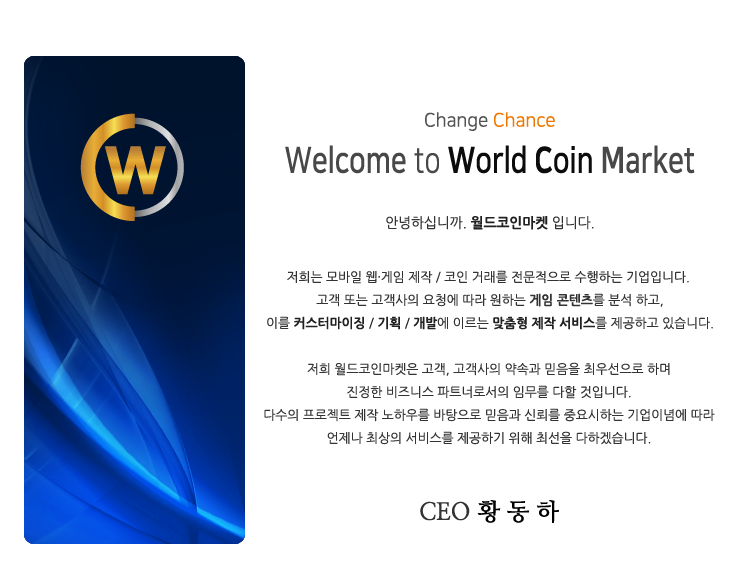 W
Change Chance
Welcome to World Coin Market
안녕하십니까. 월드코인마켓 입니다.
저희는 모바일 웹·게임 제작 / 코인 거래를 전문적으로 수행하는 기업입니다.
고객 또는 고객사의 요청에 따라 원하는 게임 콘텐츠를 분석 하고,
이를 커스터마이징 / 기획 / 개발에 이르는 맞춤형 제작 서비스를 제공하고 있습니다.
저희 월드코인마켓은 고객, 고객사의 약속과 믿음을 최우선으로 하며
진정한 비즈니스 파트너로서의 임무를 다할 것입니다.
다수의 프로젝트 제작 노하우를 바탕으로 믿음과 신뢰를 중요시하는 기업이념에 따라
언제나 최상의 서비스를 제공하기 위해 최선을 다하겠습니다.
CEO 황 동 하